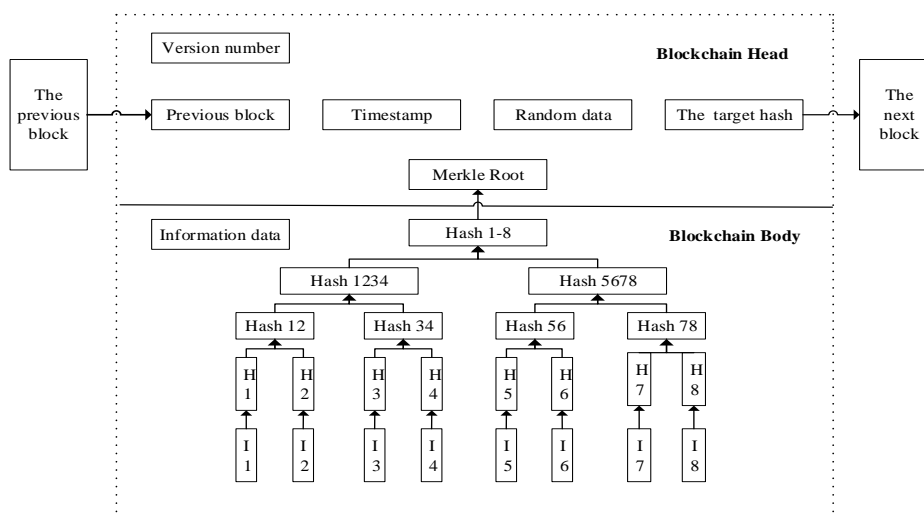 Version number
Blockchain Head
The
previous
block
Previous block
Timestamp
Random data
The target hash
The
next
block
Merkle Root
Information data
Hash 1-8
Blockchain Body
Hash 1234
Hash 5678
Hash 12
Hash 34
Hash 56
Hash 78
H
1
H
2
H
3
H
4
H
5
H
6
H
7
H
8
I
1
I
2
I
3
I
4
I
5
I
6
I
7
I
8